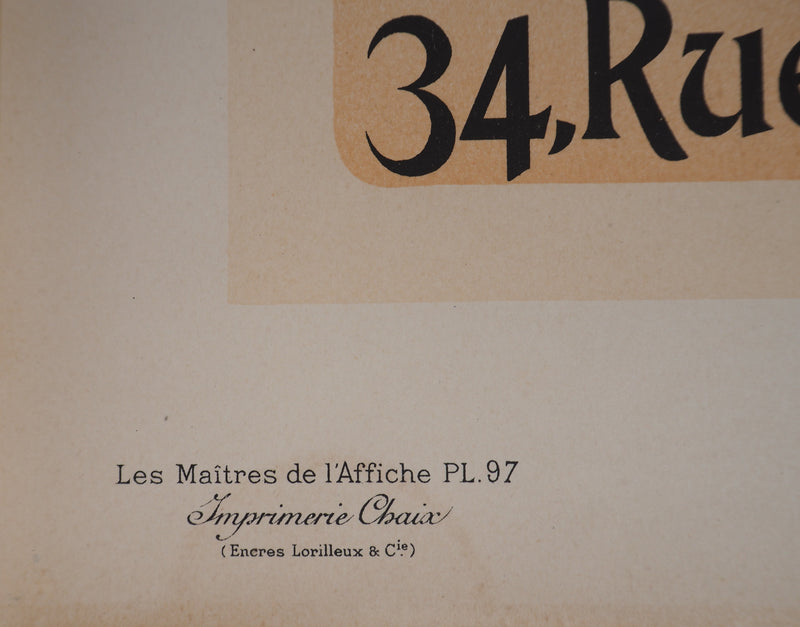 34, Rue
Les Maîtres de l'Affiche PL. 97
Imprimerie Chaix
(Encres Lorilleux & Cie.)